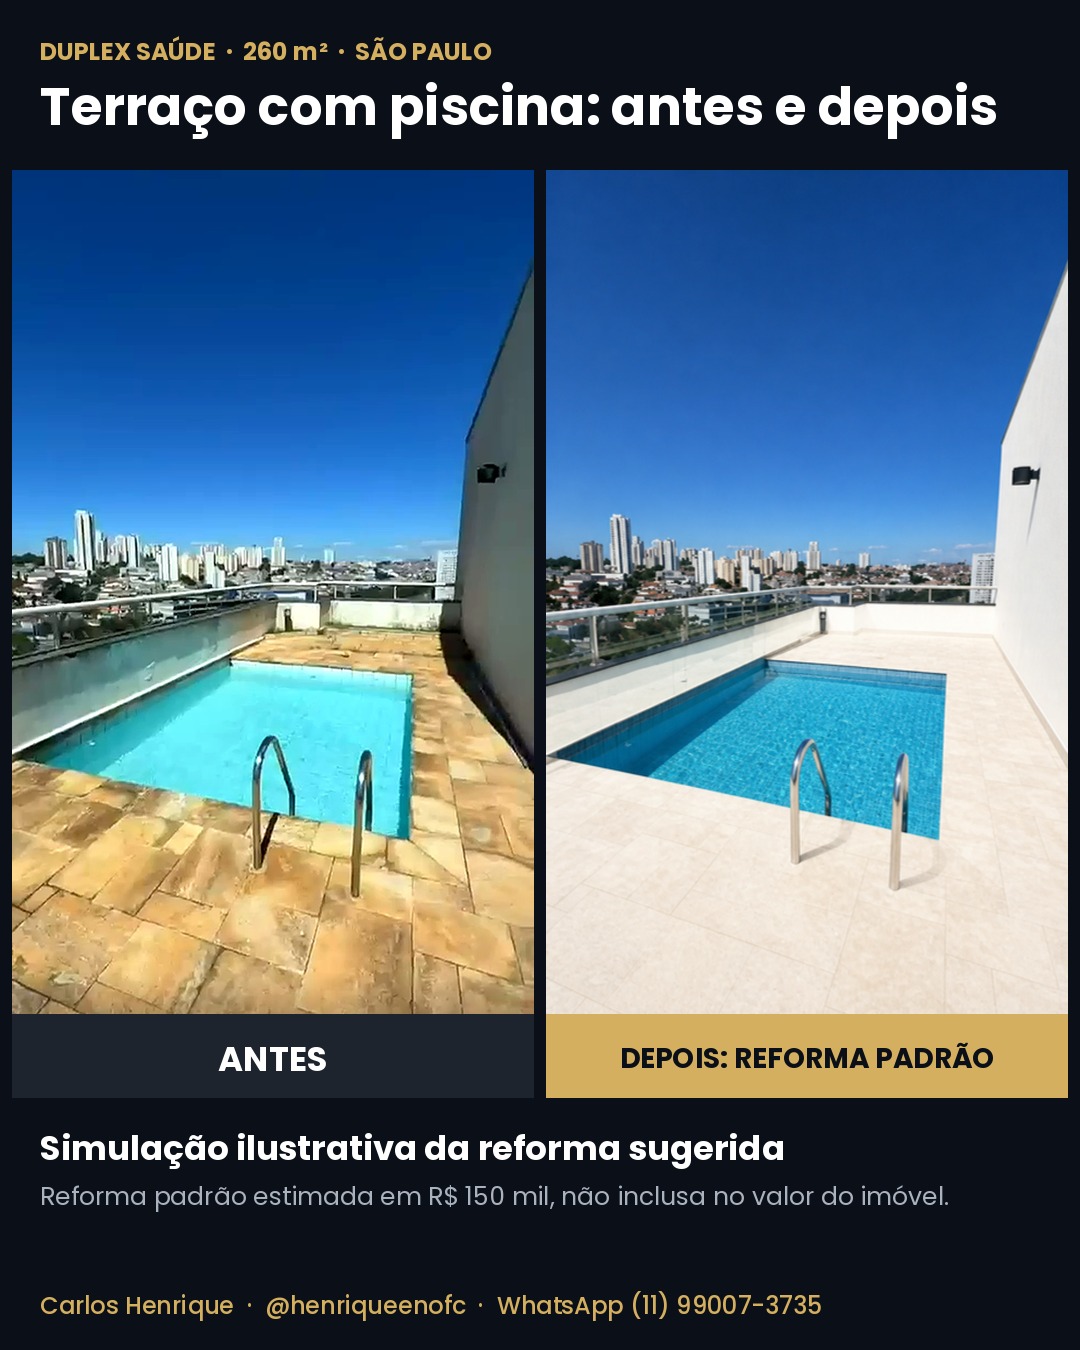 DUPLEX SAÚDE · 260 m² · SÃO PAULO
Terraço com piscina: antes e depois
ANTES
DEPOIS: REFORMA PADRÃO
Simulação ilustrativa da reforma sugerida
Reforma padrão estimada em R$ 150 mil, não inclusa no valor do imóvel.
Carlos Henrique · @henriqueenofc · WhatsApp (11) 99007-3735